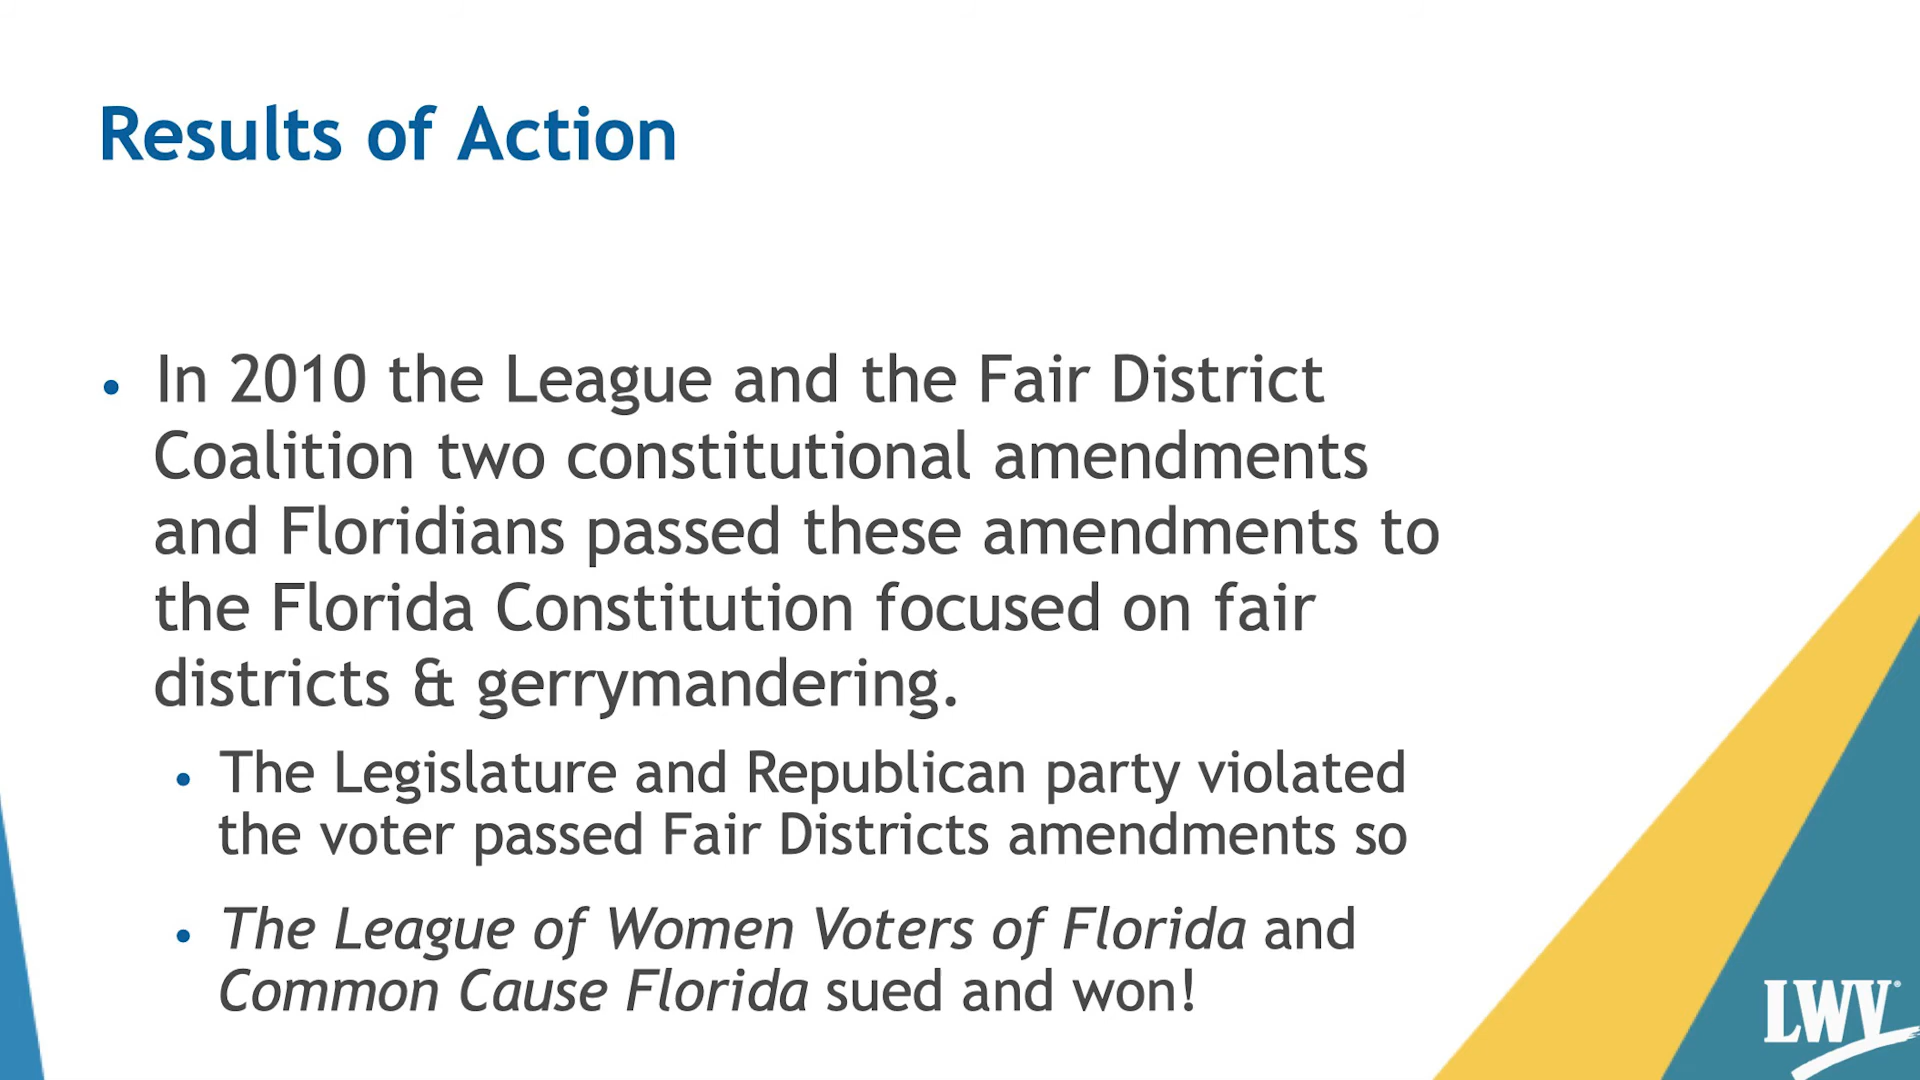 Results of Action
• In 2010 the League and the Fair District
Coalition two constitutional amendments
and Floridians passed these amendments to
the Florida Constitution focused on fair
districts & gerrymandering.
• The Legislature and Republican party violated
the voter passed Fair Districts amendments so
• The League of Women Voters of Florida and
Common Cause Florida sued and won!
LWV®